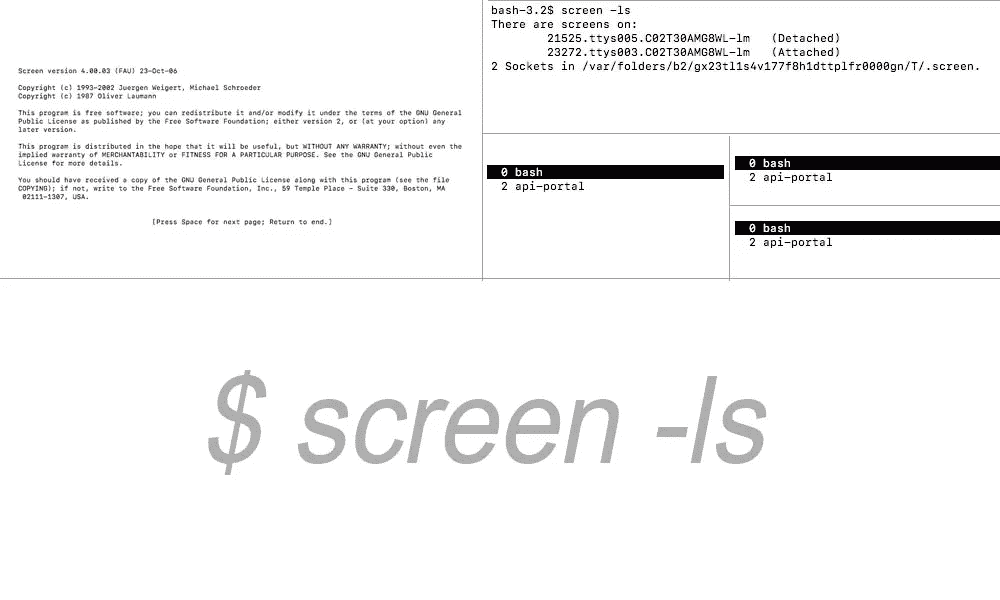 Screen version 4.00.03 (FAU) 23-Oct-06
Copyright (c) 1993-2002 Juergen Weigert, Michael Schroeder
Copyright (c) 1987 Oliver Laumann
This program is free software; you can redistribute it and/or modify it under the terms of the GNU General
Public License as published by the Free Software Foundation; either version 2, or (at your option) any
later version.
This program is distributed in the hope that it will be useful, but WITHOUT ANY WARRANTY; without even the
implied warranty of MERCHANTABILITY or FITNESS FOR A PARTICULAR PURPOSE. See the GNU General Public
License for more details.
You should have received a copy of the GNU General Public License along with this program (see the file
COPYING); if not, write to the Free Software Foundation, Inc., 59 Temple Place - Suite 330, Boston, MA
02111-1307, USA.
[Press Space for next page; Return to end.]
bash-3.2$ screen -ls
There are screens on:
21525.ttys005.C02T30AMG8WL-lm (Detached)
23272.ttys003.C02T30AMG8WL-lm (Attached)
2 Sockets in /var/folders/b2/gx23tl1s4v177f8h1dttplfr0000gn/T/.screen.
0 bash
2 api-portal
0 bash
2 api-portal
0 bash
2 api-portal
$ screen -ls